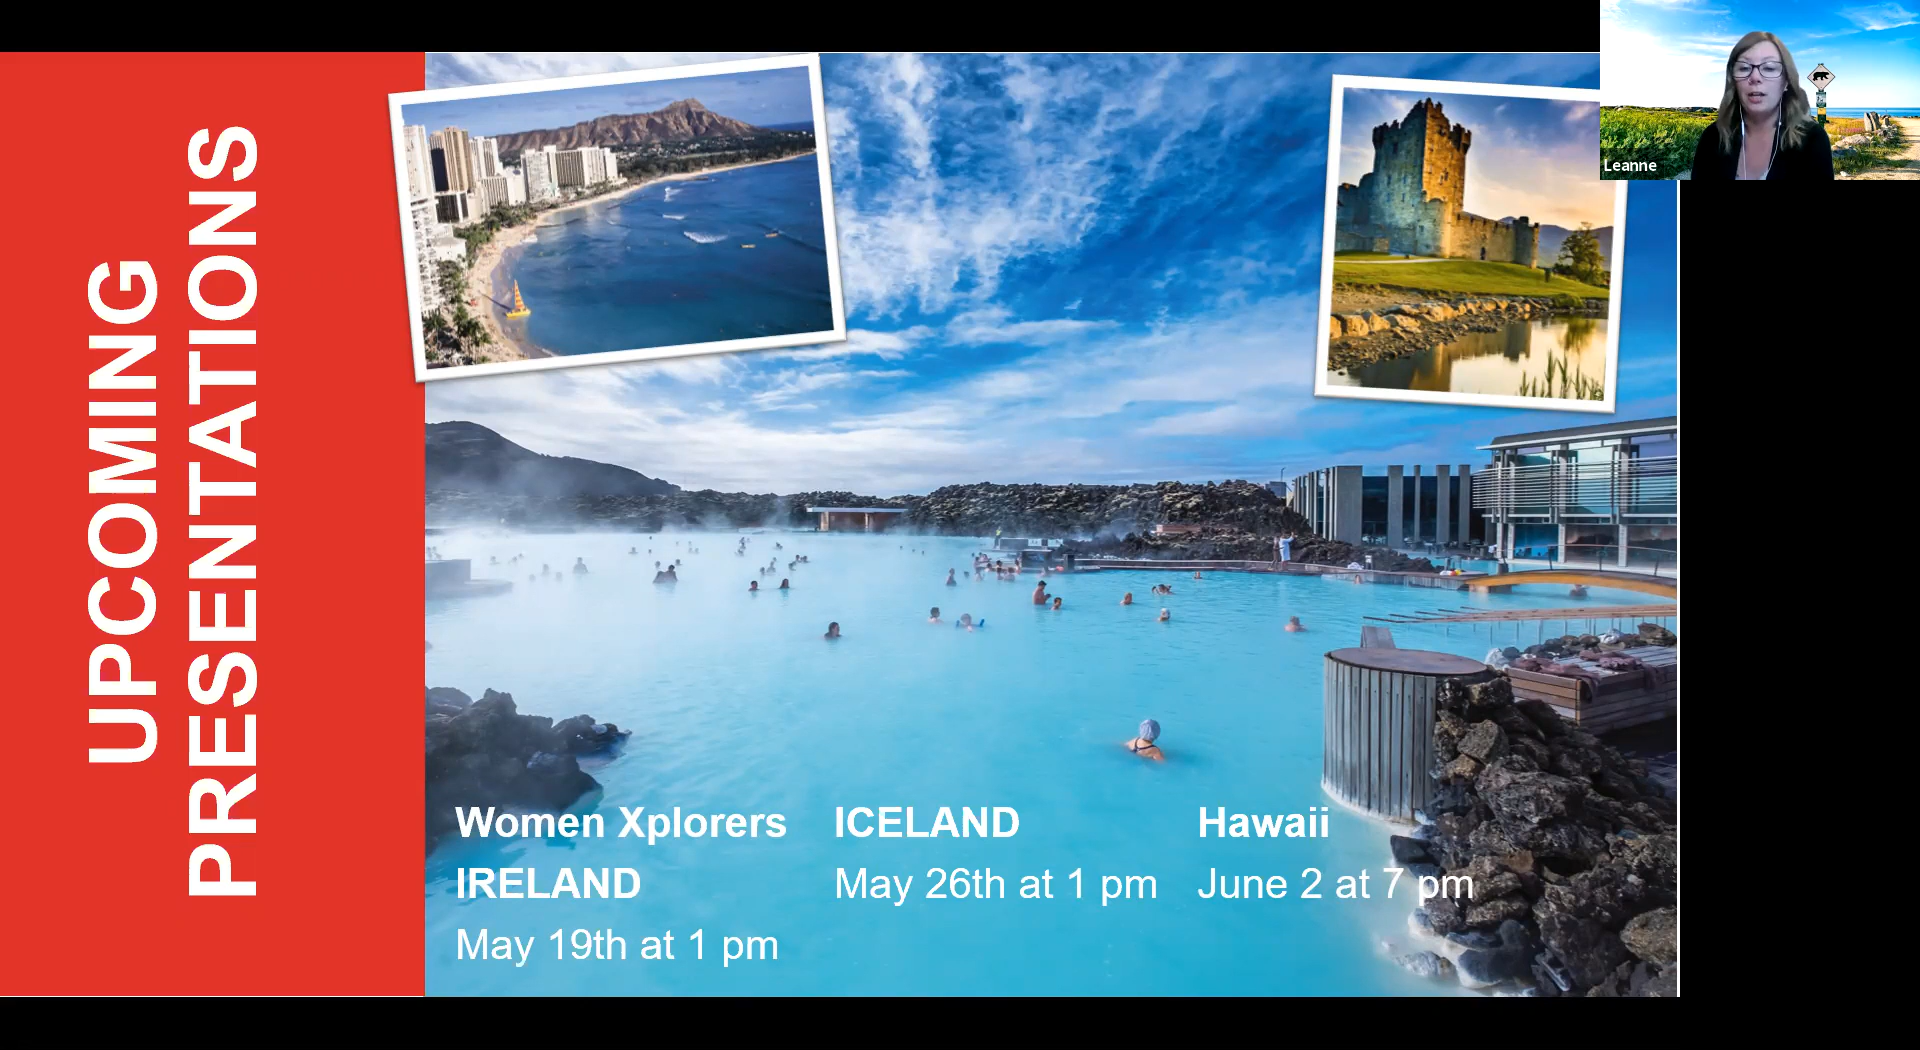 UPCOMING
PRESENTATIONS
Leanne
Women Xplorers
IRELAND
May 19th at 1 pm
ICELAND
May 26th at 1 pm
Hawaii
June 2 at 7 pm